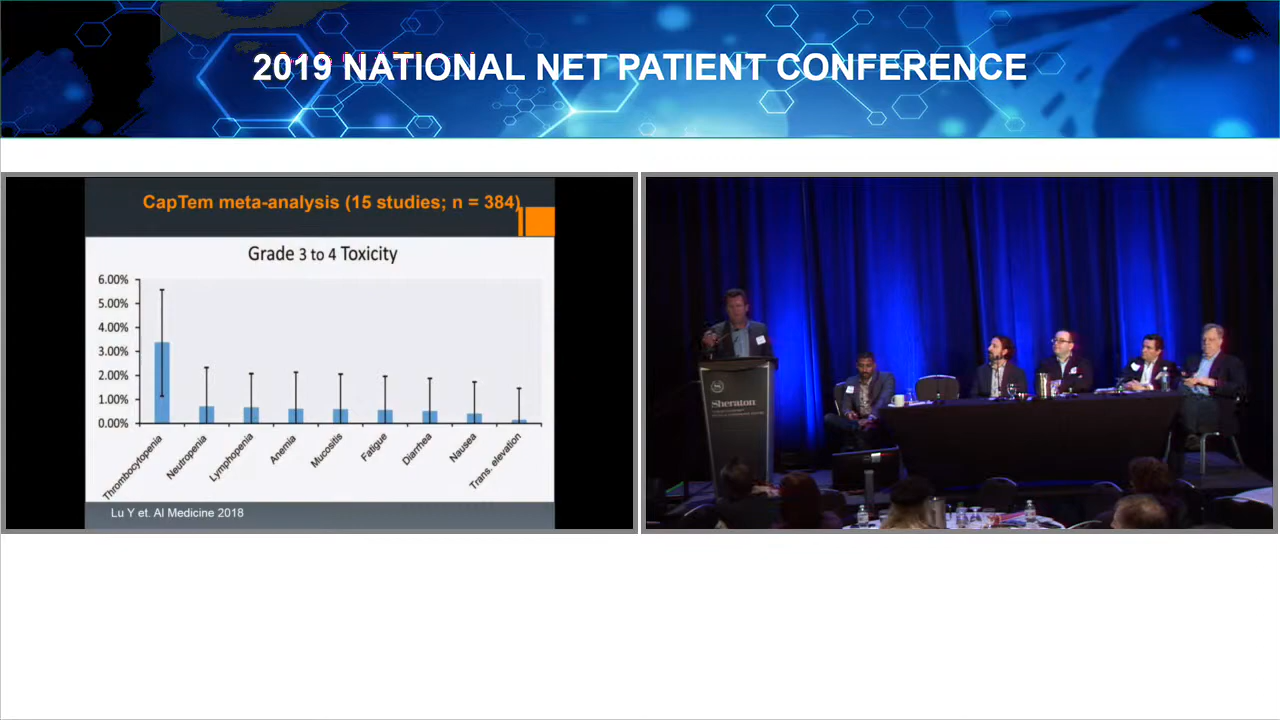 2019 NATIONAL NET PATIENT CONFERENCE
CapTem meta-analysis (15 studies; n = 384)
Grade 3 to 4 Toxicity
6.00%
5.00%
4.00%
3.00%
2.00%
1.00%
0.00%
Thrombocytopenia
Neutropenia
Lymphopenia
Anemia
Mucositis
Fatigue
Diarrhea
Nausea
Trans. elevation
Lu Y et. Al Medicine 2018
Sheraton